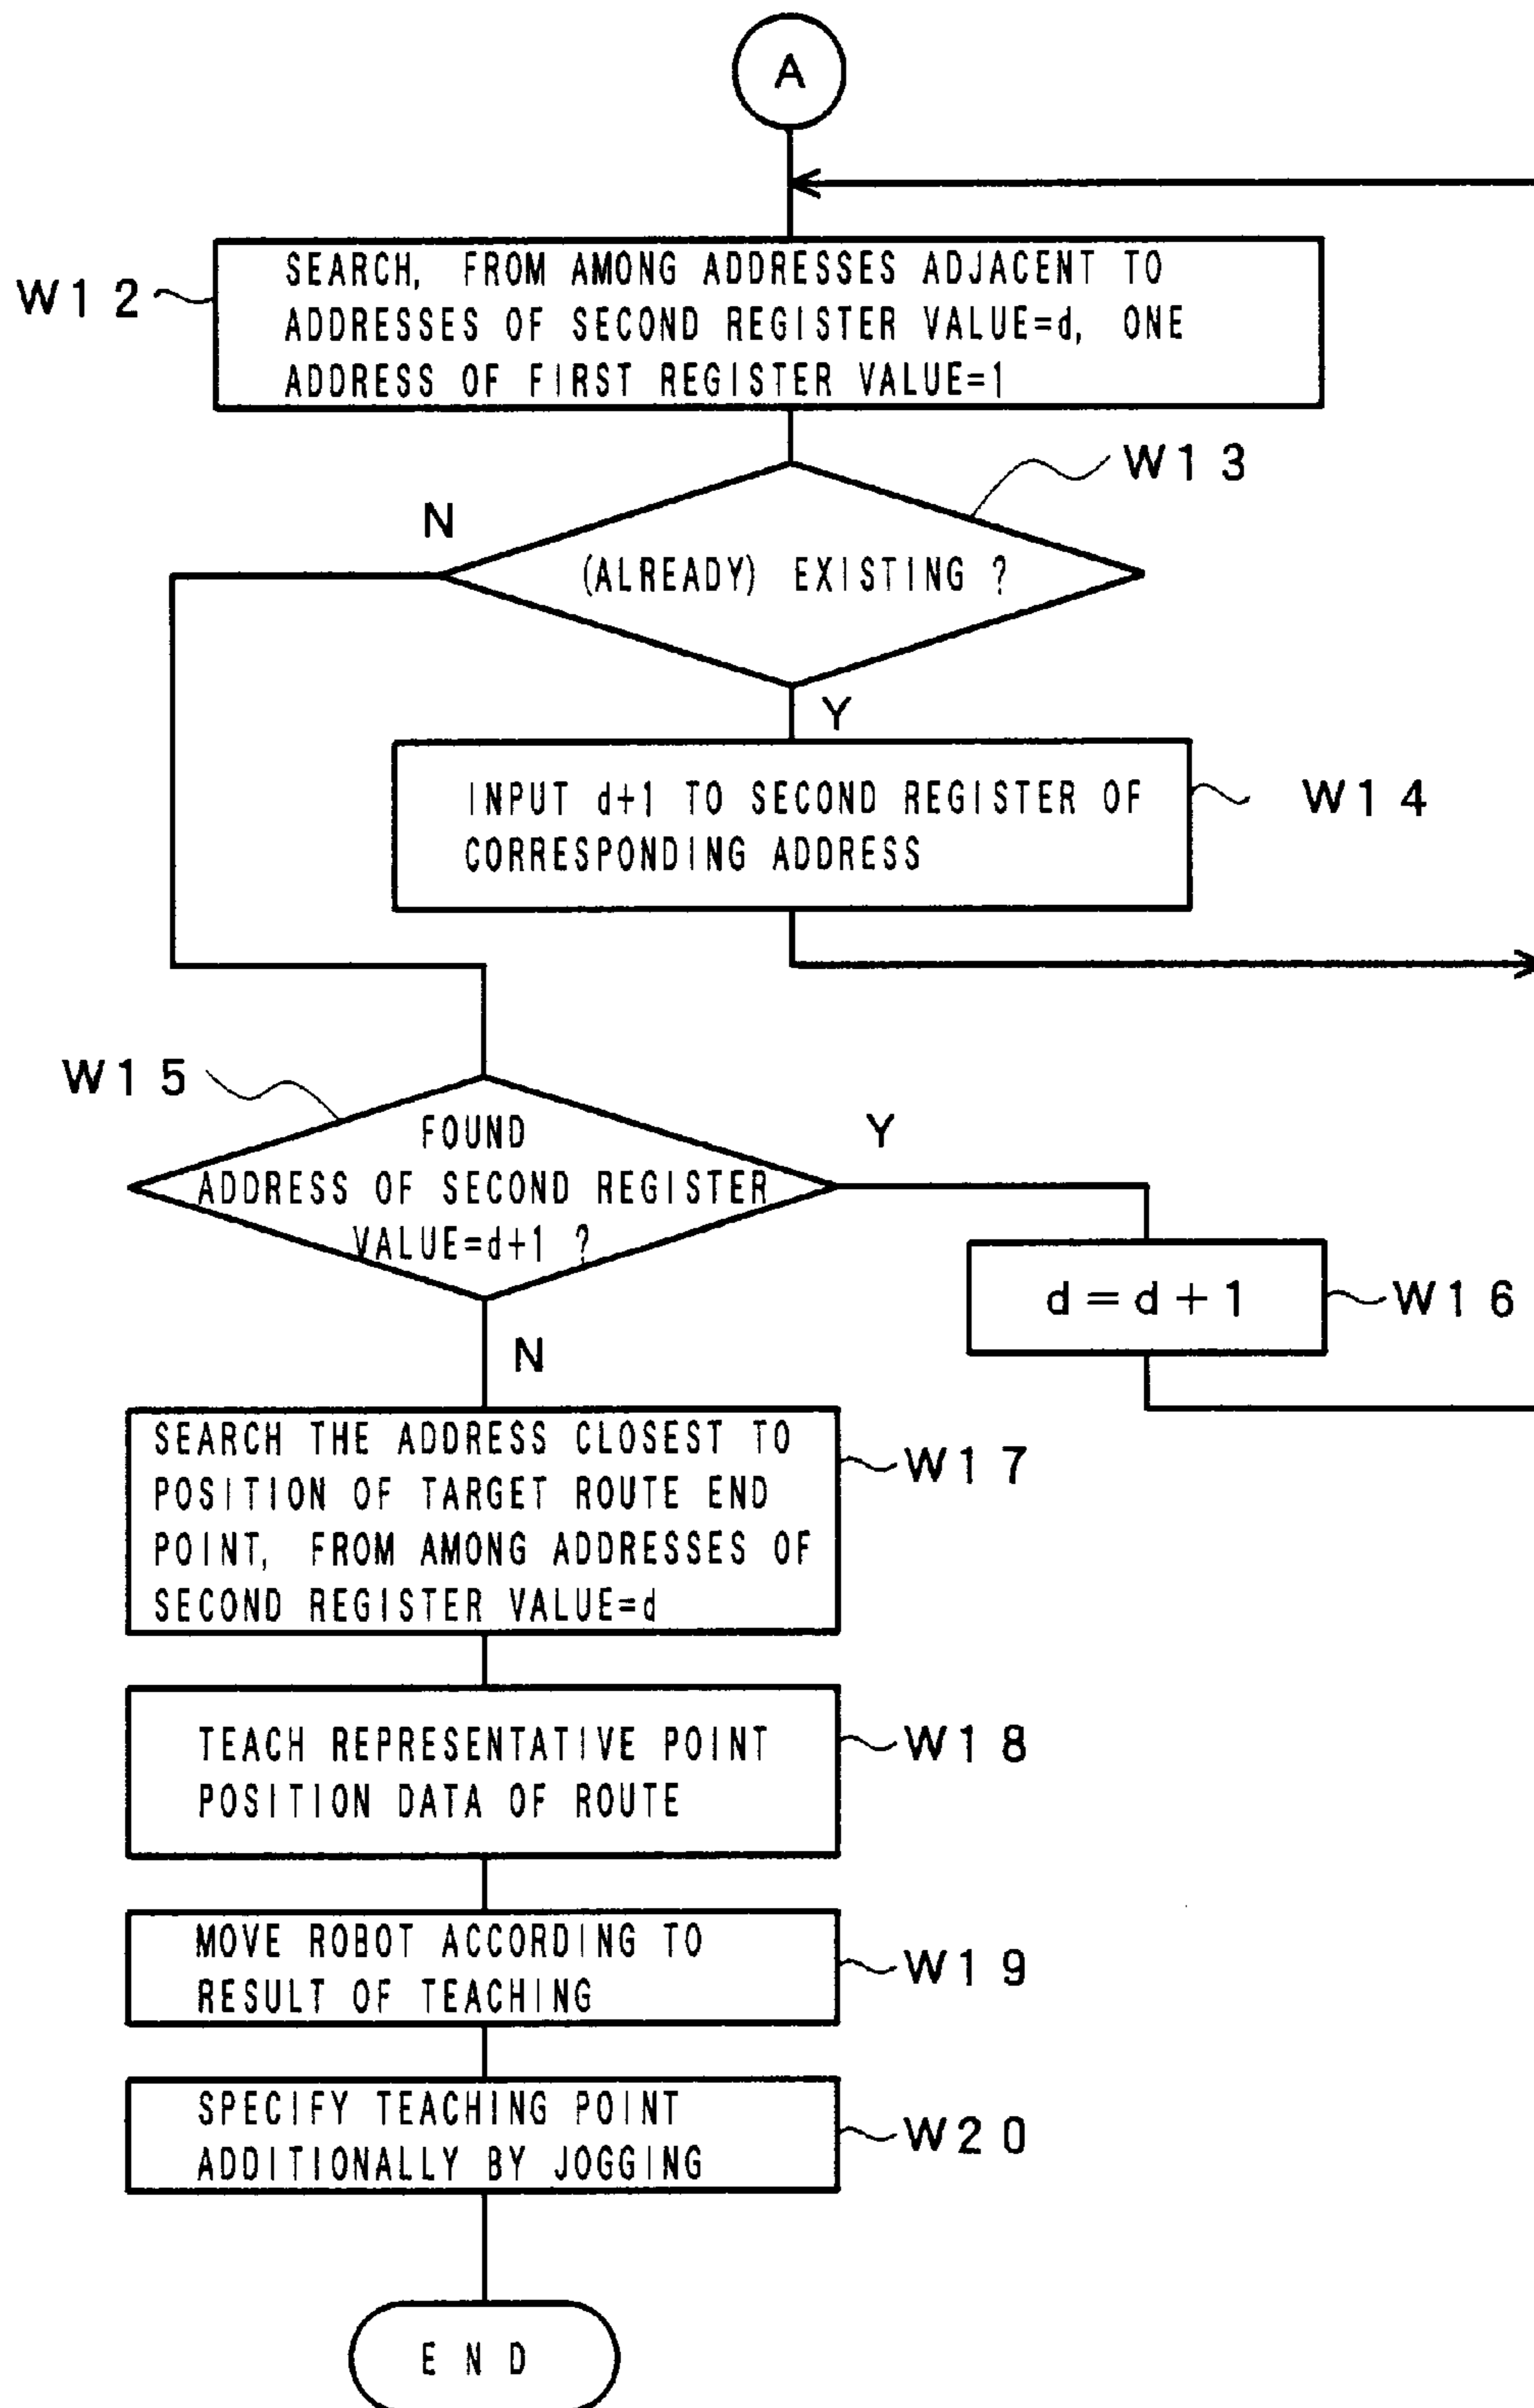 A
W12
SEARCH, FROM AMONG ADDRESSES ADJACENT TO
ADDRESSES OF SECOND REGISTER VALUE=d, ONE
ADDRESS OF FIRST REGISTER VALUE=1
W13
N
(ALREADY) EXISTING ?
Y
INPUT d+1 TO SECOND REGISTER OF
CORRESPONDING ADDRESS
W14
W15
FOUND
ADDRESS OF SECOND REGISTER
VALUE=d+1 ?
Y
d=d+1
W16
N
SEARCH THE ADDRESS CLOSEST TO
POSITION OF TARGET ROUTE END
POINT, FROM AMONG ADDRESSES OF
SECOND REGISTER VALUE=d
W17
TEACH REPRESENTATIVE POINT
POSITION DATA OF ROUTE
W18
MOVE ROBOT ACCORDING TO
RESULT OF TEACHING
W19
SPECIFY TEACHING POINT
ADDITIONALLY BY JOGGING
W20
END